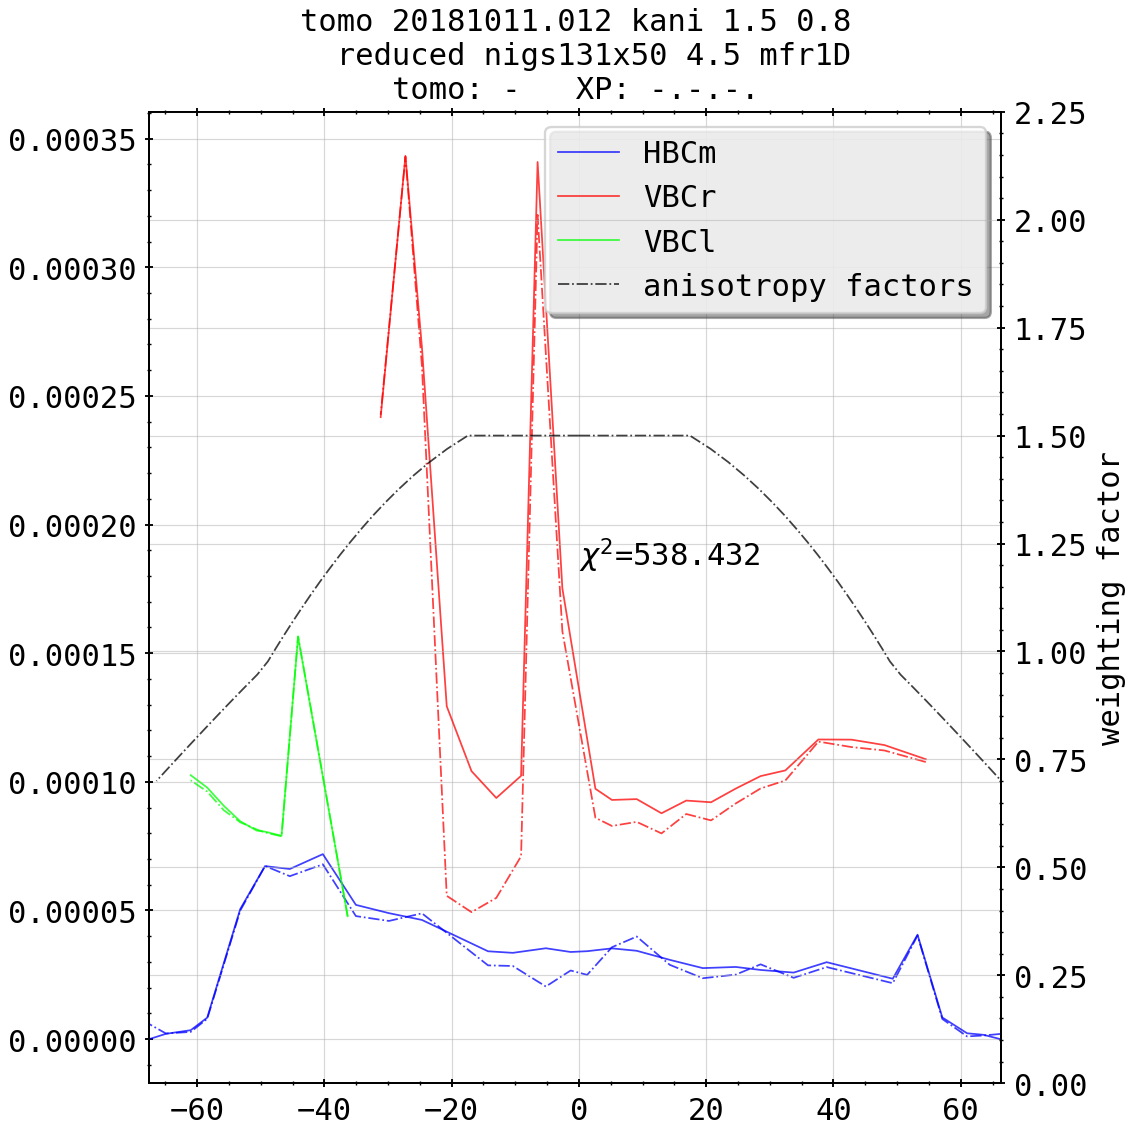 tomo 20181011.012 kani 1.5 0.8
reduced nigs131x50 4.5 mfr1D
tomo: -   XP: -.-.-.
HBCm
VBCr
VBCl
anisotropy factors
χ²=538.432
0.00035
0.00030
0.00025
0.00020
0.00015
0.00010
0.00005
0.00000
2.25
2.00
1.75
1.50
1.25
1.00
0.75
0.50
0.25
0.00
weighting factor
−60
−40
−20
0
20
40
60